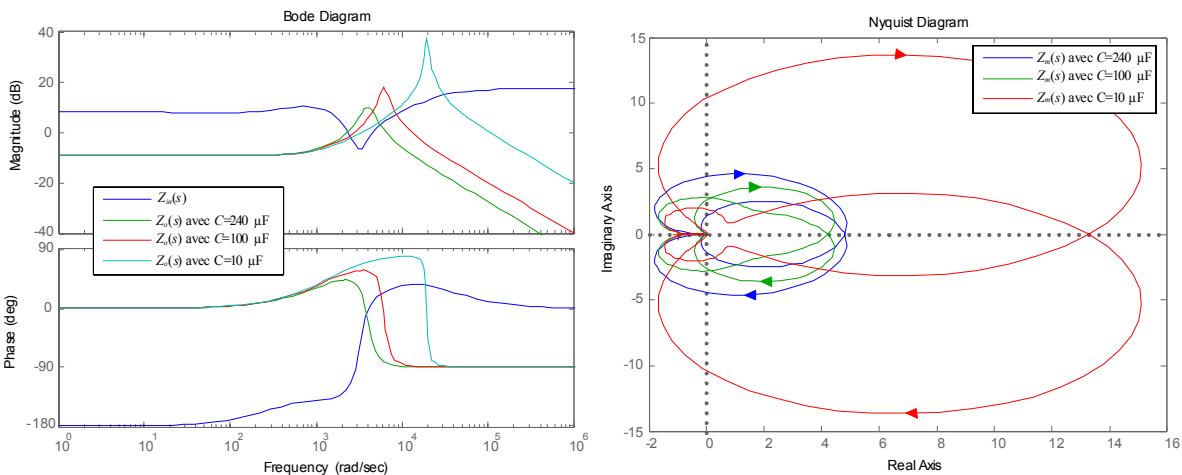 Bode Diagram
Magnitude (dB)
40
20
0
-20
-40
Zin(s)
Zo(s) avec C=240 µF
Zo(s) avec C=100 µF
Zo(s) avec C=10 µF
Phase (deg)
90
0
-90
-180
10^0 10^1 10^2 10^3 10^4 10^5 10^6
Frequency (rad/sec)
Nyquist Diagram
Imaginary Axis
15
10
5
0
-5
-10
-15
Zm(s) avec C=240 µF
Zm(s) avec C=100 µF
Zm(s) avec C=10 µF
-2 0 2 4 6 8 10 12 14 16
Real Axis